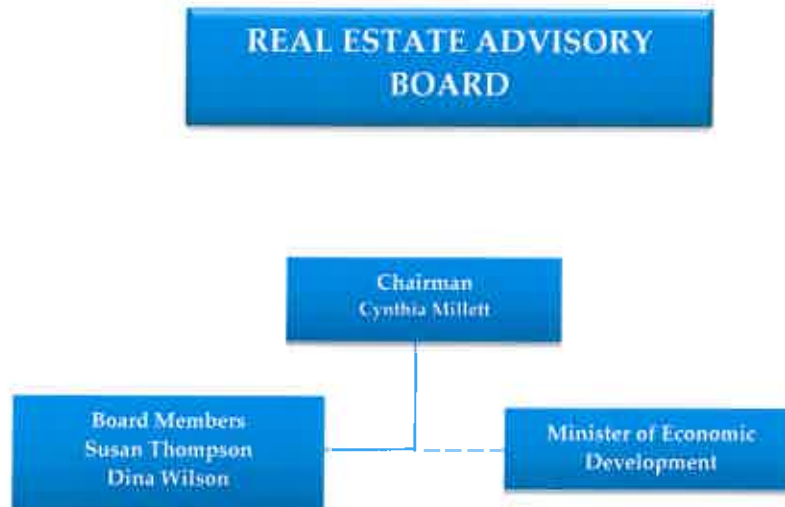 REAL ESTATE ADVISORY
BOARD
Chairman
Cynthia Millett
Board Members
Susan Thompson
Dina Wilson
Minister of Economic
Development